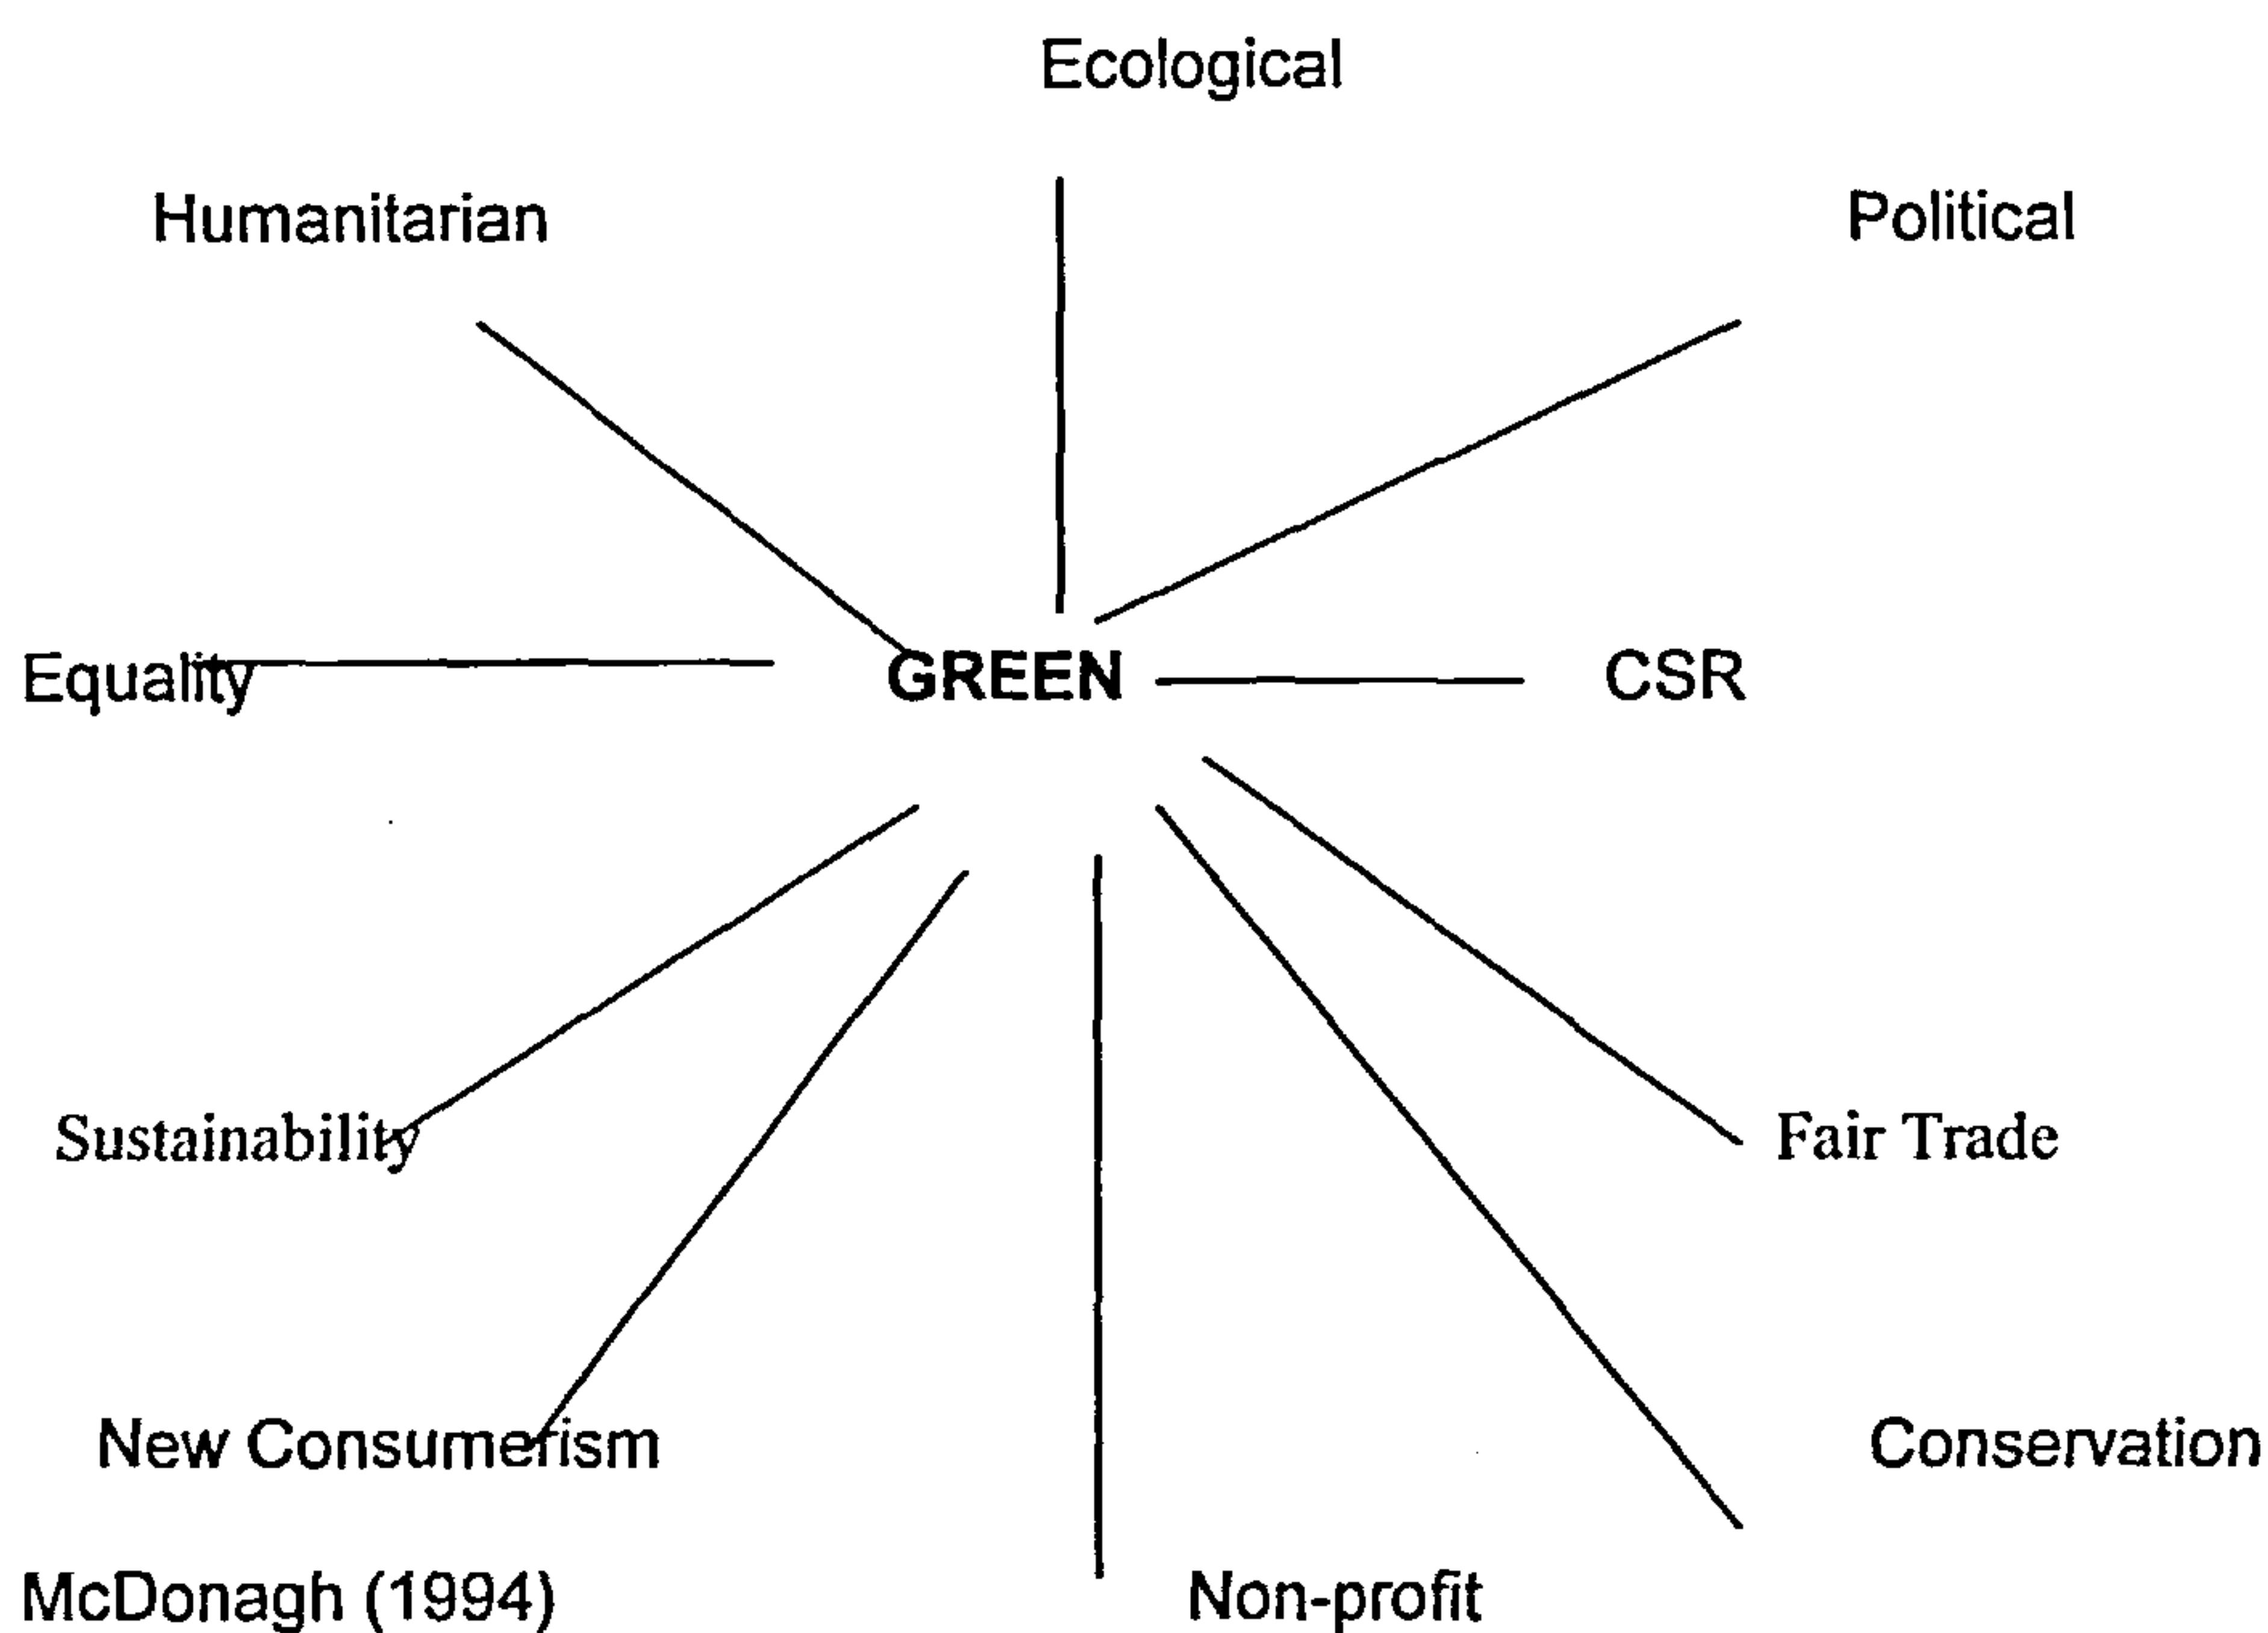 Ecological
Humanitarian
Political
Equality
GREEN
CSR
Sustainability
Fair Trade
New Consumerism
Conservation
McDonagh (1994)
Non-profit